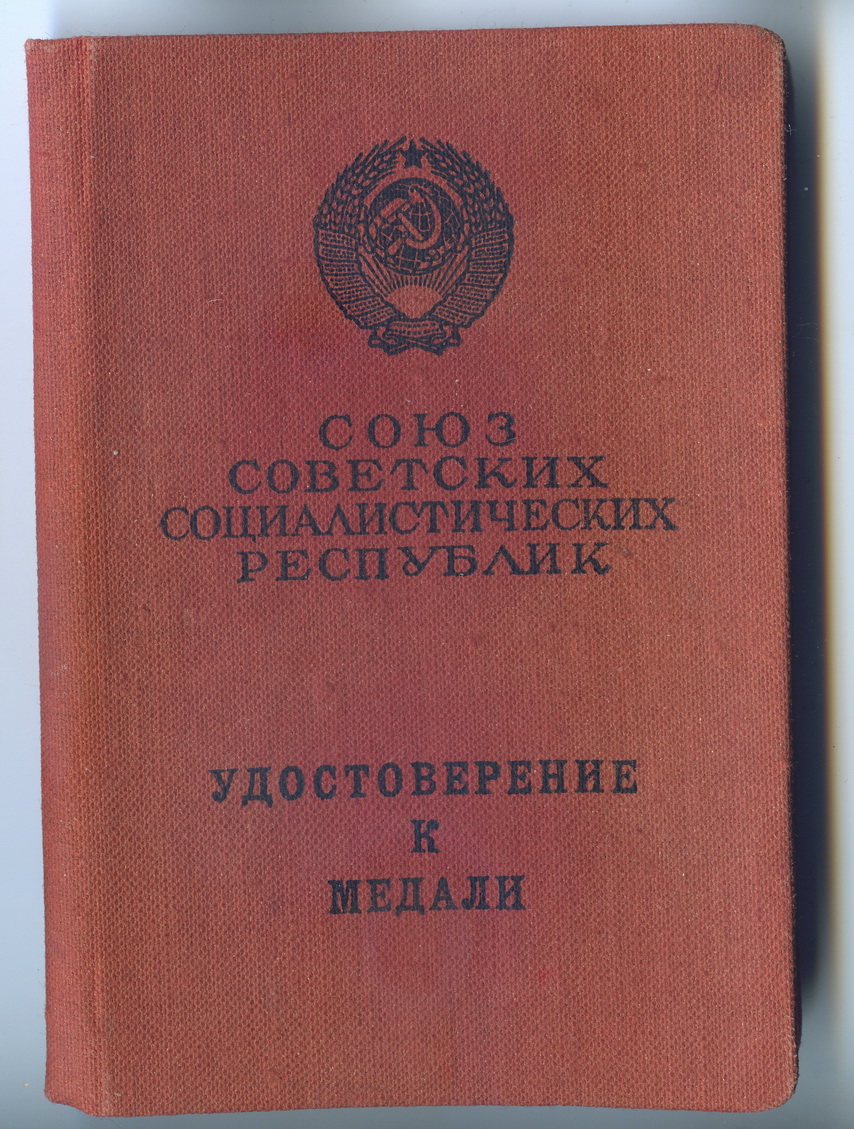 СОЮЗ
СОВЕТСКИХ
СОЦИАЛИСТИЧЕСКИХ
РЕСПУБЛИК
УДОСТОВЕРЕНИЕ
К
МЕДАЛИ